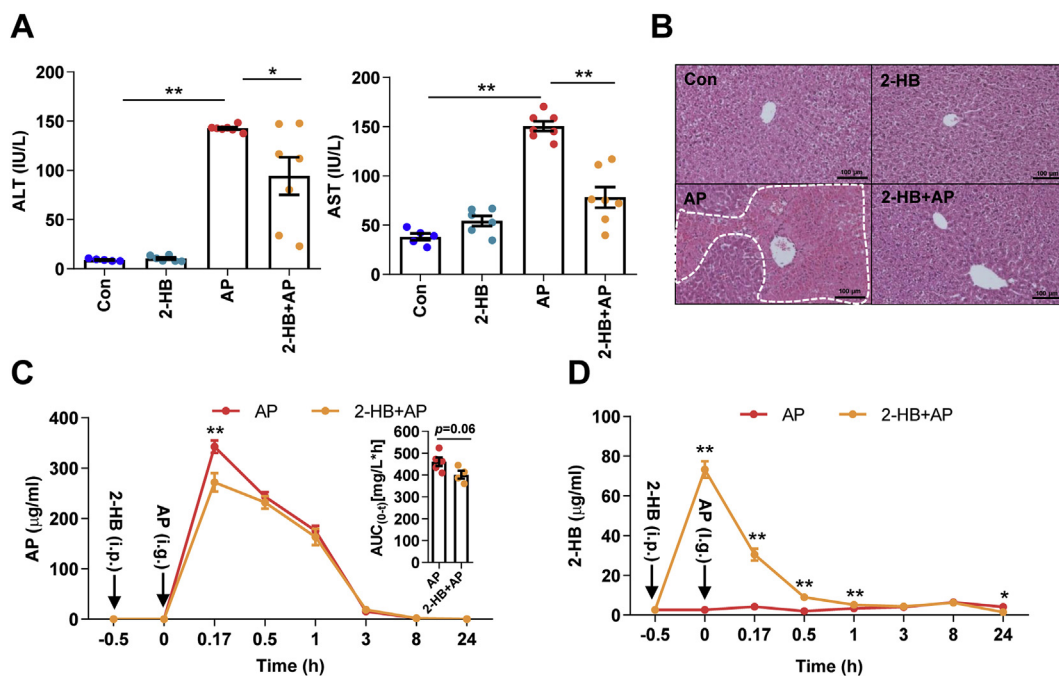 A
ALT (IU/L)
200
150
100
50
0
**
*
Con
2-HB
AP
2-HB+AP
AST (IU/L)
200
150
100
50
0
**
**
Con
2-HB
AP
2-HB+AP
B
Con
100 μm
2-HB
100 μm
AP
100 μm
2-HB+AP
100 μm
C
AP
2-HB+AP
AP (μg/ml)
400
300
200
100
0
2-HB (i.p.)
AP (i.g.)
**
-0.5
0
0.17
0.5
1
3
8
24
Time (h)
p=0.06
AUC(0-t)[mg/L*h]
600
500
400
300
200
100
0
AP
2-HB+AP
D
AP
2-HB+AP
2-HB (μg/ml)
100
80
60
40
20
0
2-HB (i.p.)
AP (I.g.)
**
**
**
**
*
-0.5
0
0.17
0.5
1
3
8
24
Time (h)